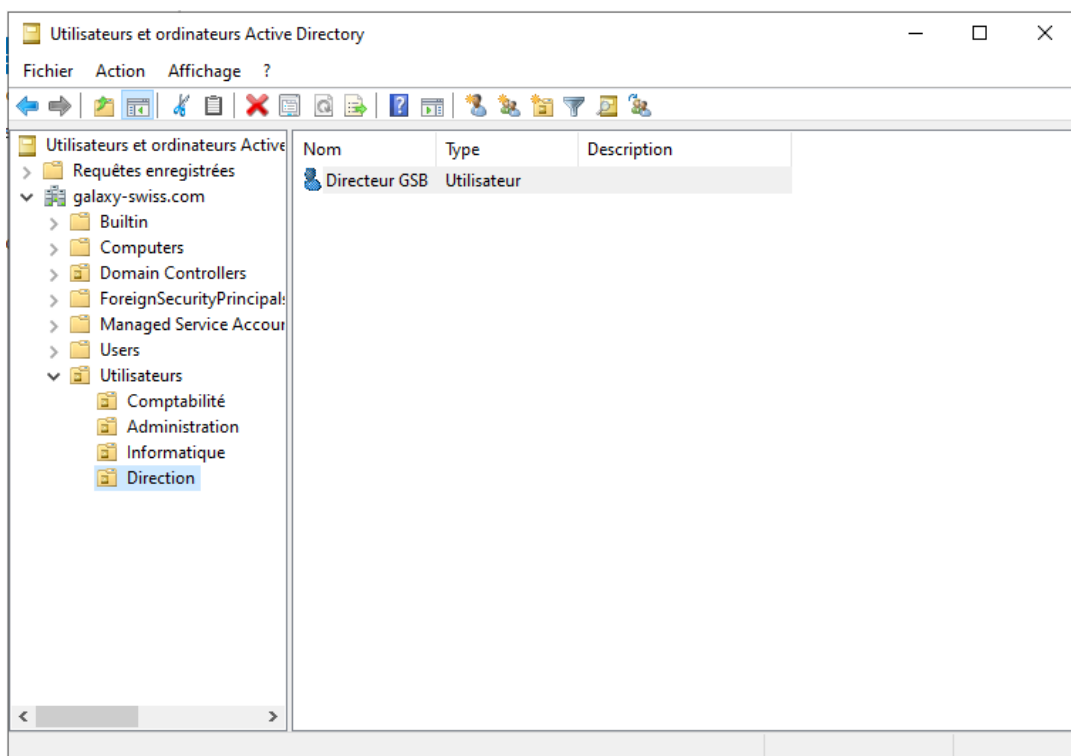 Utilisateurs et ordinateurs Active Directory
Fichier Action Affichage ?
Utilisateurs et ordinateurs Active
Nom Type Description
Requêtes enregistrées
Directeur GSB Utilisateur
galaxy-swiss.com
Builtin
Computers
Domain Controllers
ForeignSecurityPrincipals
Managed Service Accour
Users
Utilisateurs
Comptabilité
Administration
Informatique
Direction